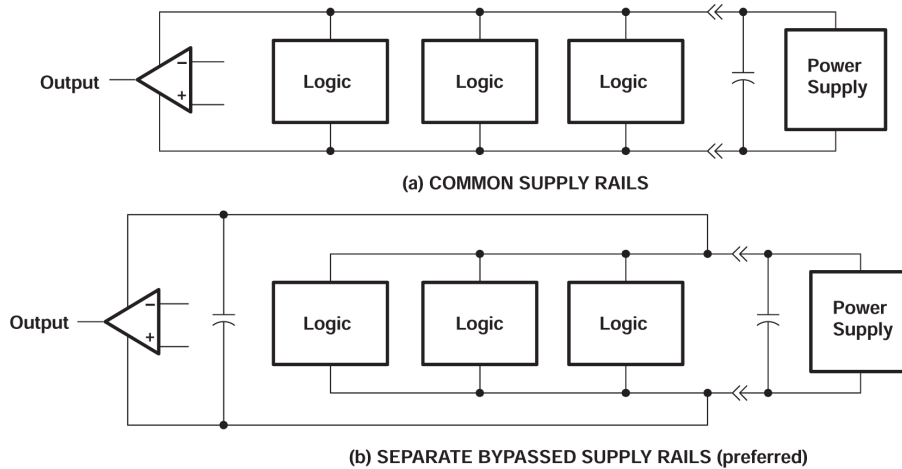 Output
−
+
Logic
Logic
Logic
Power
Supply
(a) COMMON SUPPLY RAILS
Output
−
+
Logic
Logic
Logic
Power
Supply
(b) SEPARATE BYPASSED SUPPLY RAILS (preferred)